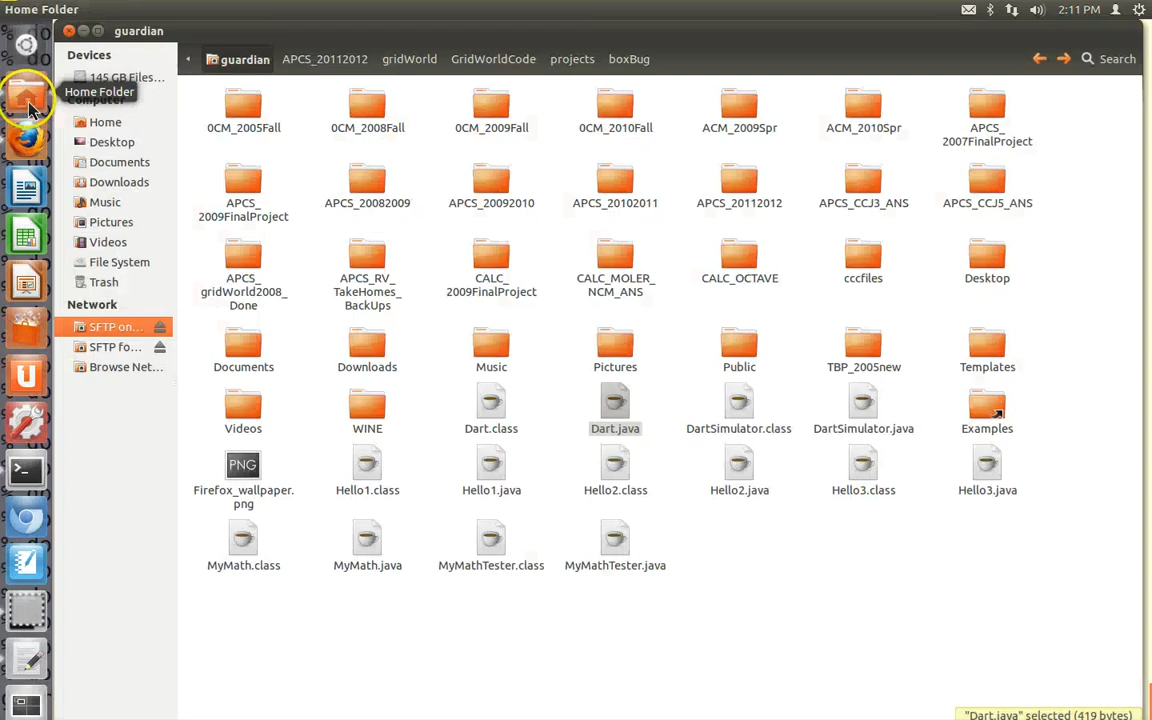 Home Folder
2:11 PM
guardian
Devices
145 GB Files...
Home Folder
Computer
Home
Desktop
Documents
Downloads
Music
Pictures
Videos
File System
Trash
Network
SFTP on...
SFTP fo...
Browse Net...
guardian APCS_20112012 gridWorld GridWorldCode projects boxBug
Search
0CM_2005Fall 0CM_2008Fall 0CM_2009Fall 0CM_2010Fall ACM_2009Spr ACM_2010Spr APCS_
2007FinalProject
APCS_
2009FinalProject
APCS_20082009 APCS_20092010 APCS_20102011 APCS_20112012 APCS_CCJ3_ANS APCS_CCJ5_ANS
APCS_
gridWorld2008_
Done
APCS_RV_
TakeHomes_
BackUps
CALC_
2009FinalProject
CALC_MOLER_
NCM_ANS
CALC_OCTAVE cccfiles Desktop
Documents Downloads Music Pictures Public TBP_2005new Templates
Videos WINE Dart.class Dart.java DartSimulator.class DartSimulator.java Examples
PNG
Firefox_wallpaper.
png
Hello1.class Hello1.java Hello2.class Hello2.java Hello3.class Hello3.java
MyMath.class MyMath.java MyMathTester.class MyMathTester.java
"Dart.java" selected (419 bytes)